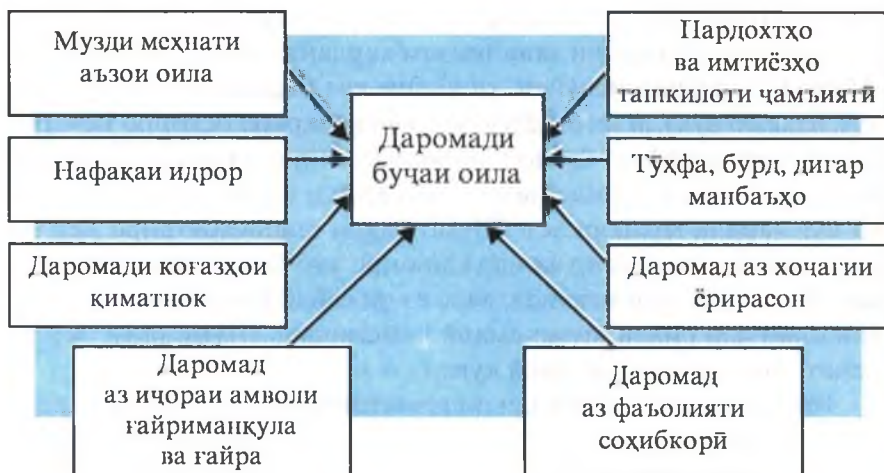 Музди меҳнати
аъзои оила
Нафақаи идрор
Даромади коғазҳои
қиматнок
Даромад
аз иҷораи амволи
ғайриманқула
ва ғайра
Даромади
буҷаи оила
Пардохтҳо
ва имтиёзҳо
ташкилоти ҷамъиятӣ
Тӯҳфа, бурд, дигар
манбаъҳо
Даромад аз хоҷагии
ёрирасон
Даромад
аз фаъолияти
соҳибкорӣ